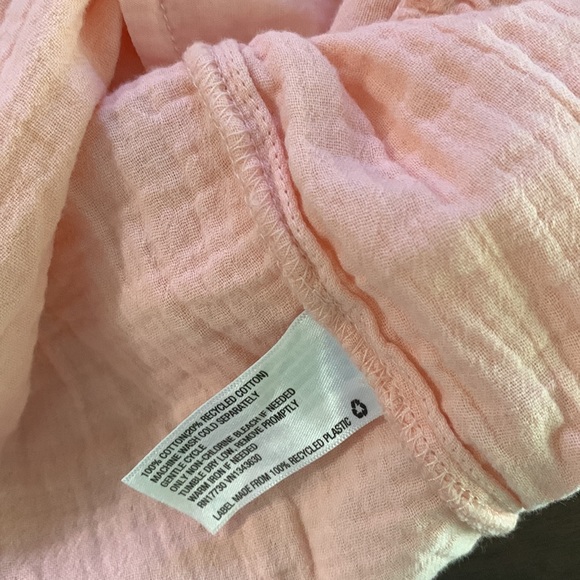 100% COTTON(20% RECYCLED COTTON)
MACHINE WASH COLD SEPARATELY
GENTLE CYCLE
ONLY NON-CHLORINE BLEACH IF NEEDED
TUMBLE DRY LOW. REMOVE PROMPTLY
WARM IRON IF NEEDED
RN17730 VN1343630
LABEL MADE FROM 100% RECYCLED PLASTIC